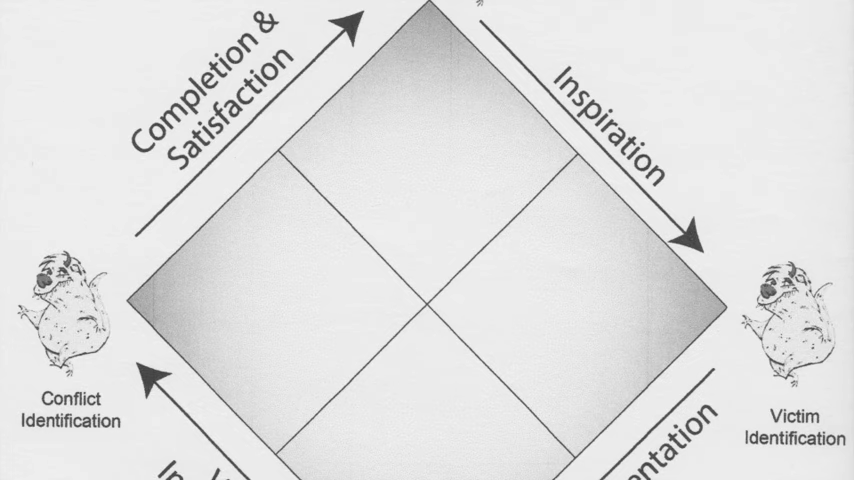 Completion &
Satisfaction
Inspiration
Conflict
Identification
Victim
Identification